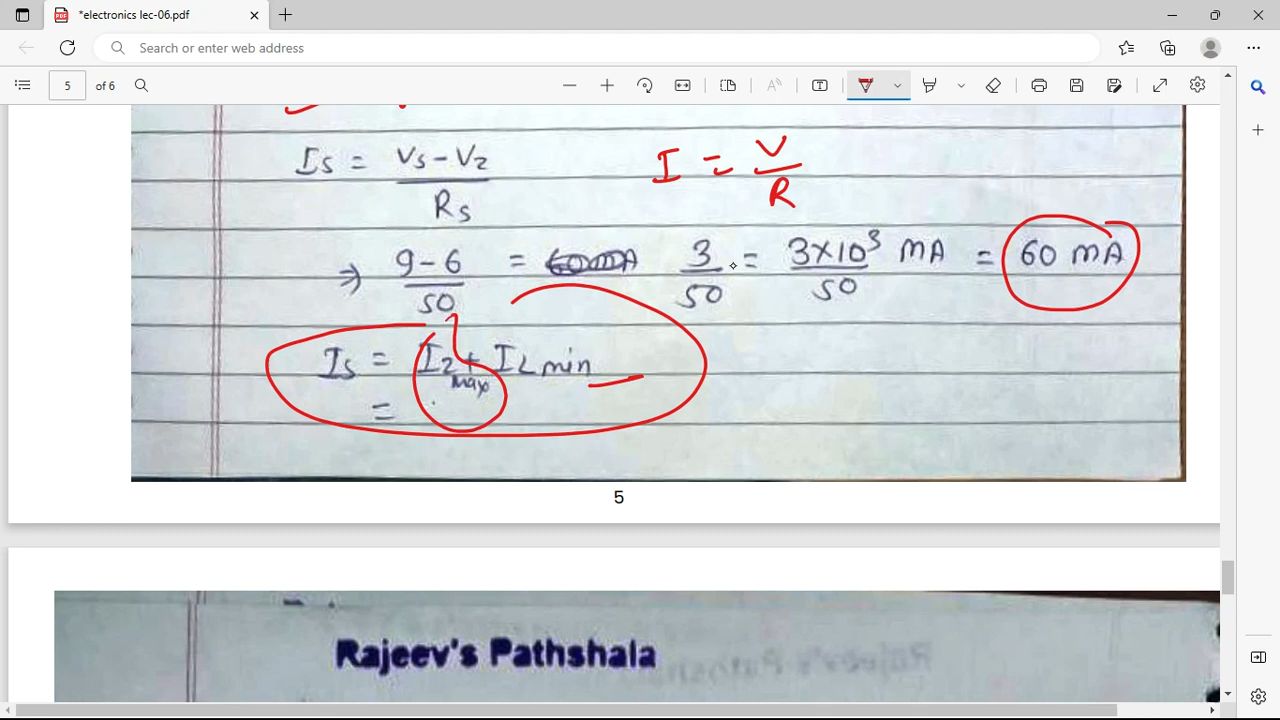 *electronics lec-06.pdf
Search or enter web address
5 of 6
Is = Vs - Vz / Rs
I = V / R
⇒ 9-6 / 50 = 3 / 50 = 3×10³ / 50 mA = 60 mA
Is = Iz max + IL min
=
5
Rajeev's Pathshala